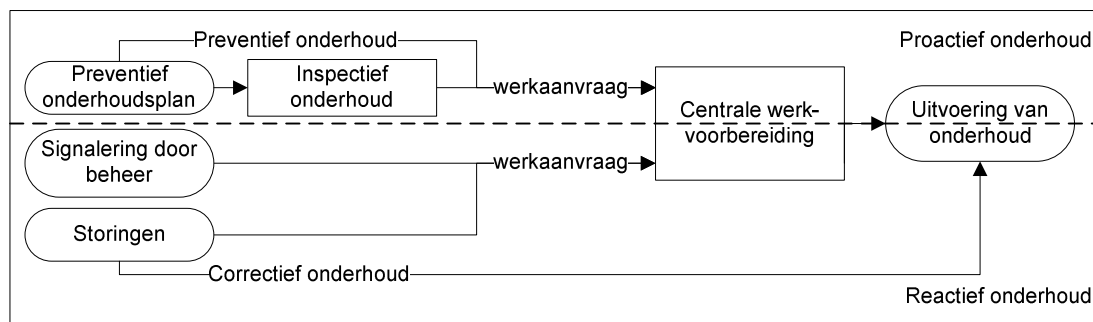 Preventief onderhoud
Proactief onderhoud
Preventief
onderhoudsplan
Inspectief
onderhoud
werkaanvraag
Centrale werk-
voorbereiding
Uitvoering van
onderhoud
Signalering door
beheer
werkaanvraag
Storingen
Correctief onderhoud
Reactief onderhoud